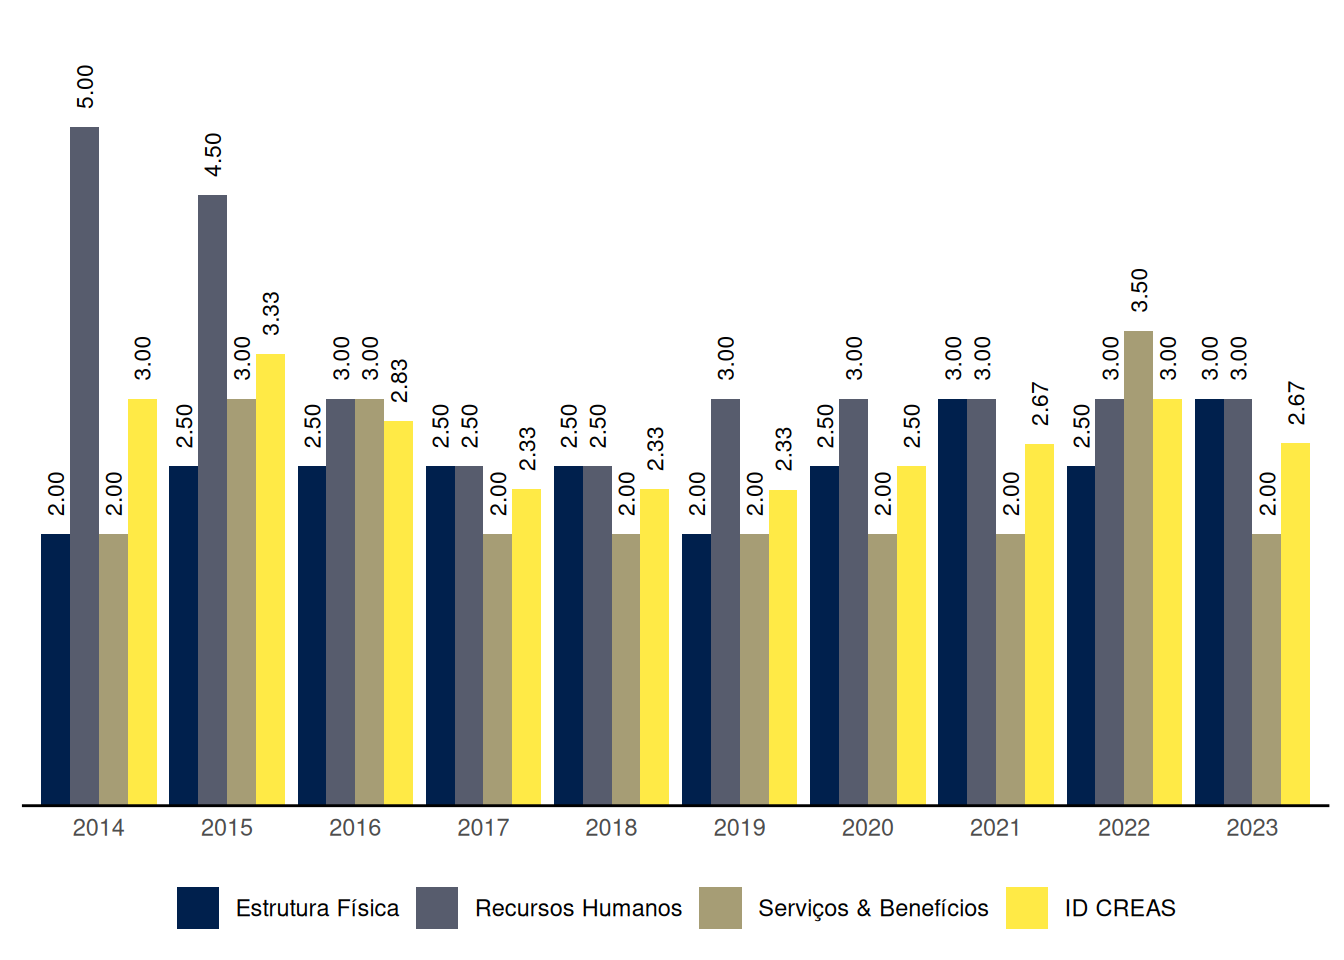 5.00
4.50
3.50
3.33
3.00 3.00 3.00 2.83 3.00 3.00 3.00 3.00 3.00 3.00 3.00 3.00
2.67 2.67
2.50 2.50 2.50 2.50 2.50 2.50 2.50 2.50 2.50
2.33 2.33 2.33
2.00 2.00 2.00 2.00 2.00 2.00 2.00 2.00 2.00
2014 2015 2016 2017 2018 2019 2020 2021 2022 2023
Estrutura Física Recursos Humanos Serviços & Benefícios ID CREAS